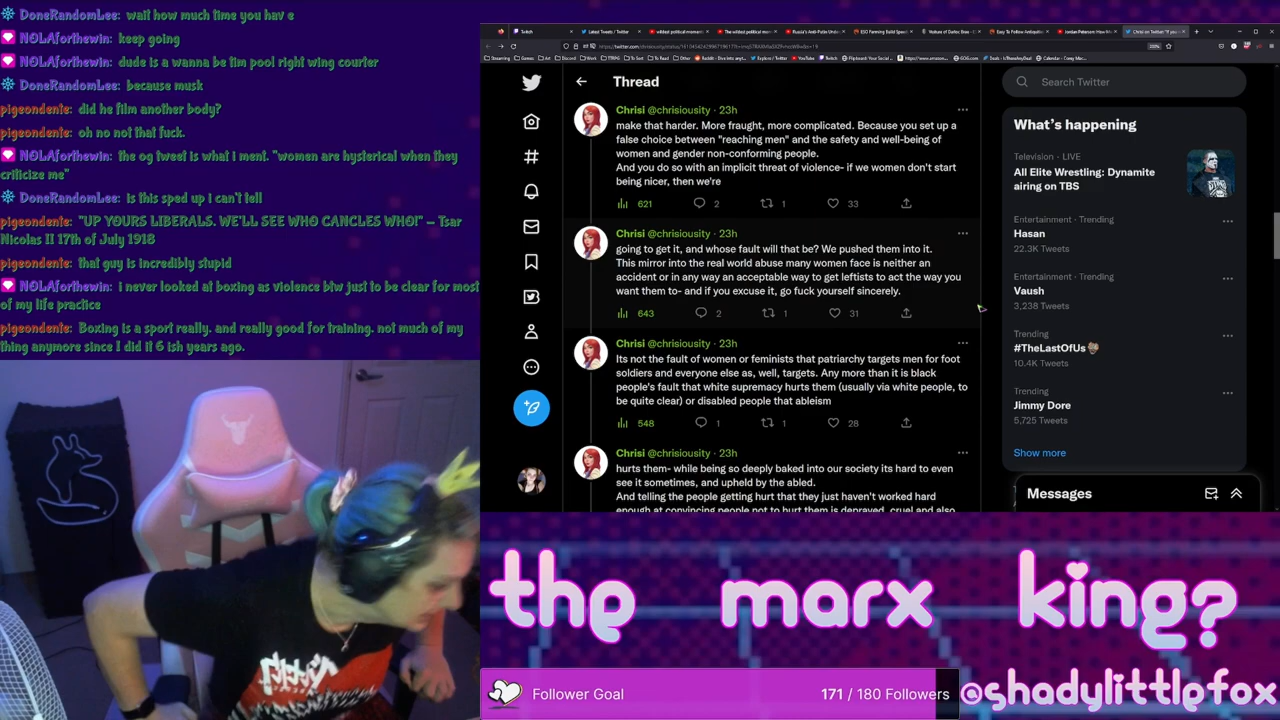 DoneRandomLee: wait how much time you hav e
NOLAforthewin: keep going
NOLAforthewin: dude is a wanna be tim pool right wing courter
DoneRandomLee: because musk
pigeondente: did he film another body?
pigeondente: oh no not that fuck.
NOLAforthewin: the og tweet is what i ment. "women are hysterical when they
criticize me"
DoneRandomLee: is this sped up i can't tell
pigeondente: "UP YOURS LIBERALS. WE'LL SEE WHO CANCLES WHO!" – Tsar
Nicolas II 17th of July 1918
pigeondente: that guy is incredibly stupid
NOLAforthewin: i never looked at boxing as violence btw just to be clear for most
of my life practice
pigeondente: Boxing is a sport really. and really good for training. not much of my
thing anymore since I did it 6 ish years ago.
Twitch
Latest Tweets / Twitter
Thread
Chrisi @chrisiousity · 23h
make that harder. More fraught, more complicated. Because you set up a
false choice between "reaching men" and the safety and well-being of
women and gender non-conforming people.
And you do so with an implicit threat of violence- if we women don't start
being nicer, then we're
621 2 1 33
Chrisi @chrisiousity · 23h
going to get it, and whose fault will that be? We pushed them into it.
This mirror into the real world abuse many women face is neither an
accident or in any way an acceptable way to get leftists to act the way you
want them to- and if you excuse it, go fuck yourself sincerely.
643 2 1 31
Chrisi @chrisiousity · 23h
Its not the fault of women or feminists that patriarchy targets men for foot
soldiers and everyone else as, well, targets. Any more than it is black
people's fault that white supremacy hurts them (usually via white people, to
be quite clear) or disabled people that ableism
548 1 1 28
Chrisi @chrisiousity · 23h
hurts them- while being so deeply baked into our society its hard to even
see it sometimes, and upheld by the abled.
And telling the people getting hurt that they just haven't worked hard
enough at convincing people not to hurt them is depraved, cruel and also
Search Twitter
What's happening
Television · LIVE
All Elite Wrestling: Dynamite
airing on TBS
Entertainment · Trending
Hasan
22.3K Tweets
Entertainment · Trending
Vaush
3,238 Tweets
Trending
#TheLastOfUs
10.4K Tweets
Trending
Jimmy Dore
5,725 Tweets
Show more
Messages
the marx king?
Follower Goal 171 / 180 Followers
@shadylittlefox